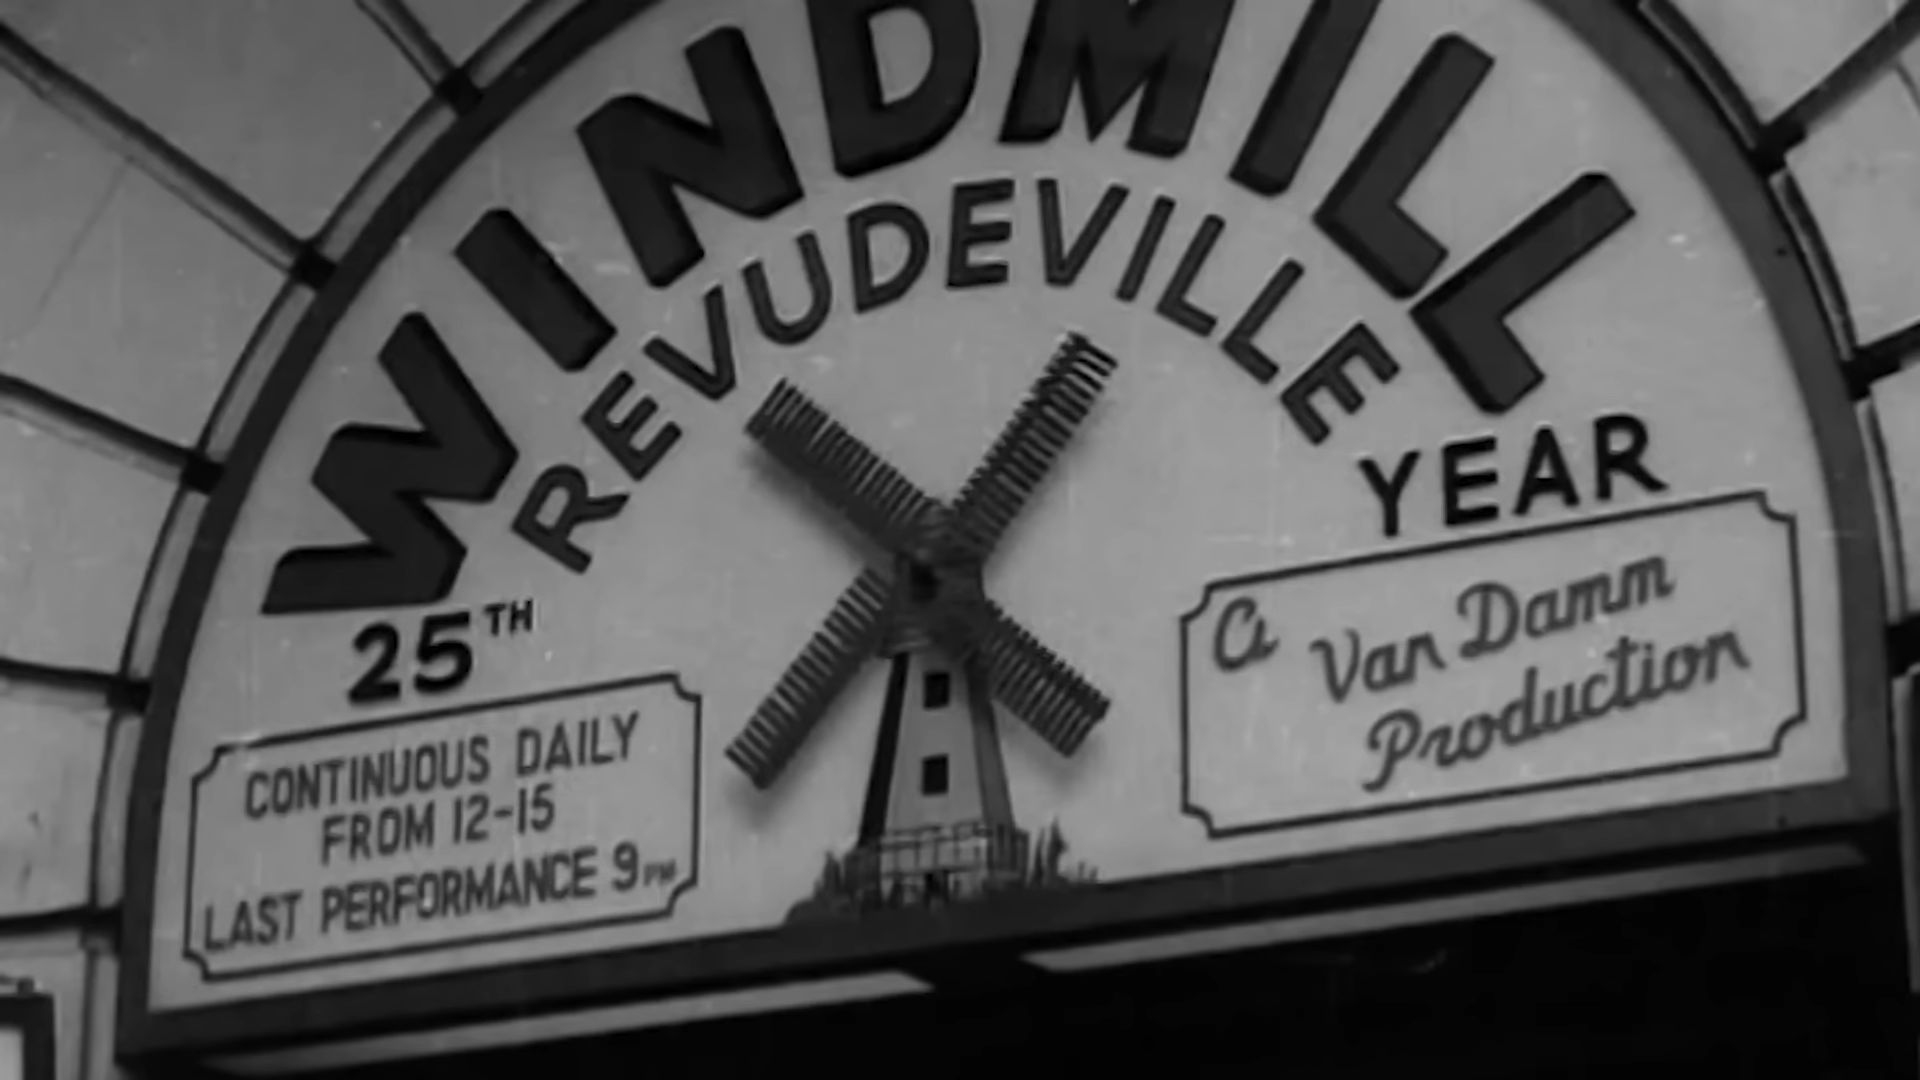 WINDMILL
REVUDEVILLE
25TH YEAR
CONTINUOUS DAILY
FROM 12-15
LAST PERFORMANCE 9PM
A Van Damm
Production